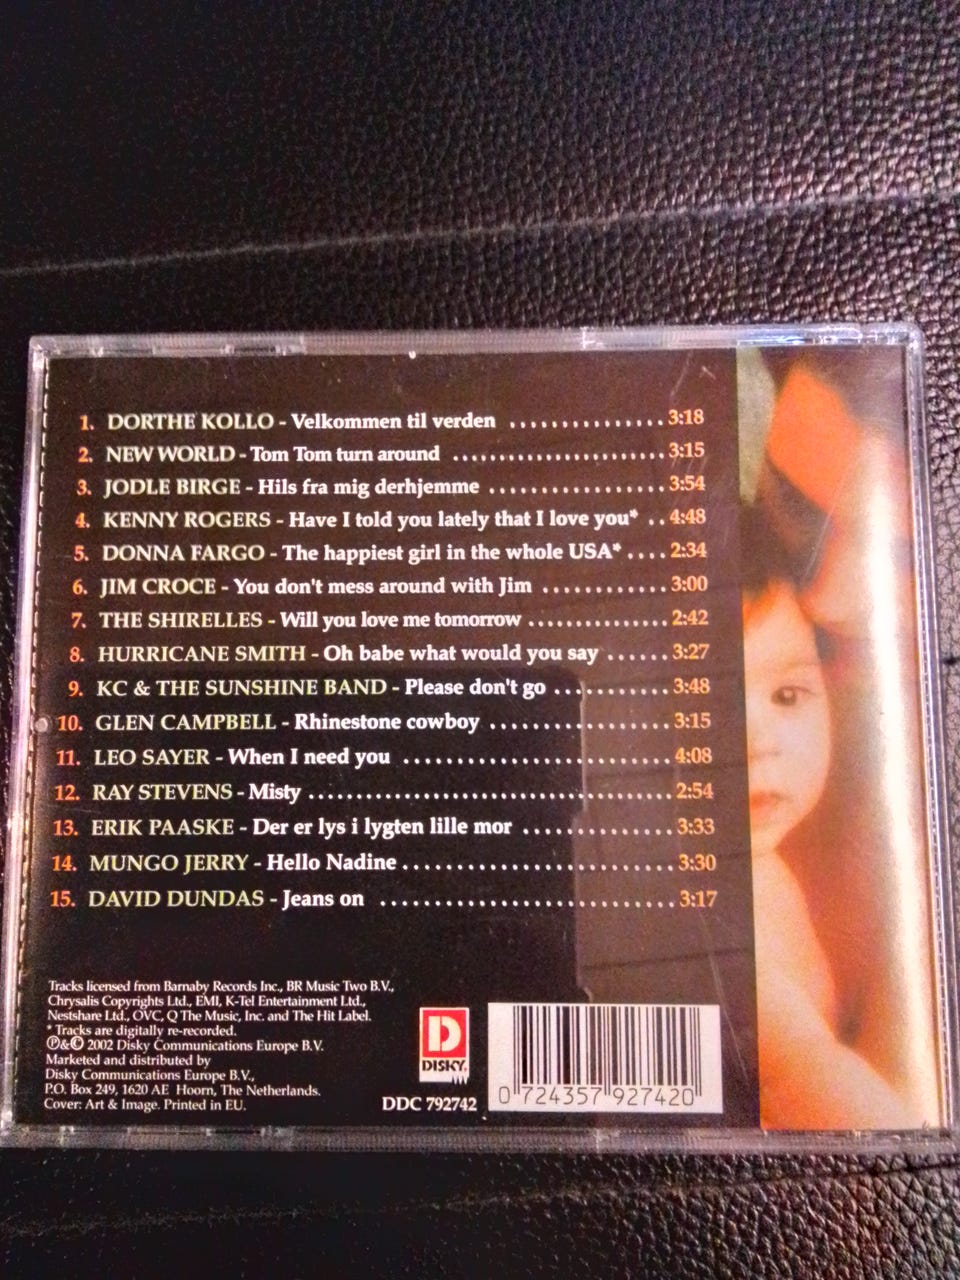 1. DORTHE KOLLO - Velkommen til verden ................ 3:18
2. NEW WORLD - Tom Tom turn around ....................... 3:15
3. JODLE BIRGE - Hils fra mig derhjemme ................... 3:54
4. KENNY ROGERS - Have I told you lately that I love you* .. 4:48
5. DONNA FARGO - The happiest girl in the whole USA* .... 2:34
6. JIM CROCE - You don't mess around with Jim ............. 3:00
7. THE SHIRELLES - Will you love me tomorrow ............... 2:42
8. HURRICANE SMITH - Oh babe what would you say ...... 3:27
9. KC & THE SUNSHINE BAND - Please don't go ............ 3:48
10. GLEN CAMPBELL - Rhinestone cowboy ................... 3:15
11. LEO SAYER - When I need you ............................. 4:08
12. RAY STEVENS - Misty ........................................ 2:54
13. ERIK PAASKE - Der er lys i lygten lille mor ............... 3:33
14. MUNGO JERRY - Hello Nadine .............................. 3:30
15. DAVID DUNDAS - Jeans on ................................ 3:17
Tracks licensed from Barnaby Records Inc., BR Music Two B.V.,
Chrysalis Copyrights Ltd., EMI, K-Tel Entertainment Ltd.,
Nestshare Ltd., OVC, Q The Music, Inc. and The Hit Label.
* Tracks are digitally re-recorded.
℗&© 2002 Disky Communications Europe B.V.
Marketed and distributed by
Disky Communications Europe B.V.,
P.O. Box 249, 1620 AE Hoorn, The Netherlands.
Cover: Art & Image. Printed in EU.
D
DISKY
DDC 792742
0 724357 927420